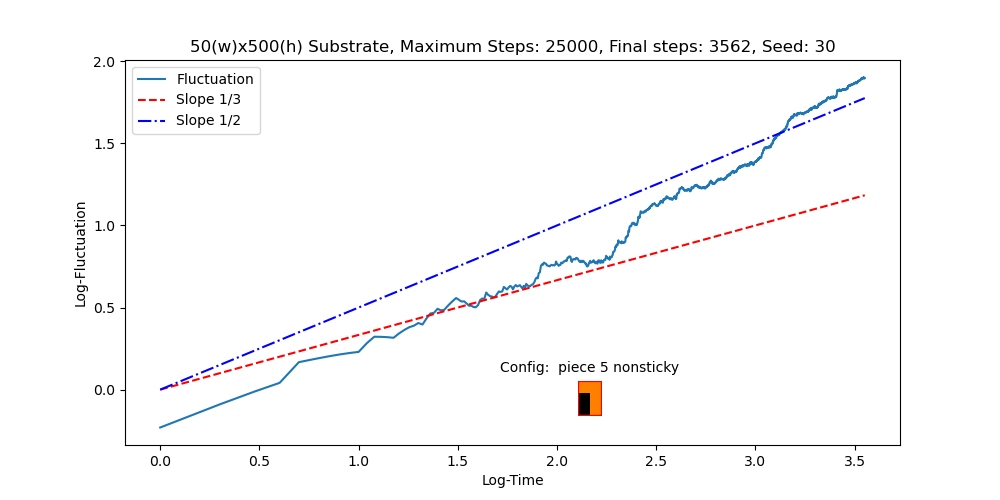 50(w)x500(h) Substrate, Maximum Steps: 25000, Final steps: 3562, Seed: 30
Fluctuation
Slope 1/3
Slope 1/2
2.0
1.5
1.0
0.5
0.0
Log-Fluctuation
Config:  piece 5 nonsticky
0.0 0.5 1.0 1.5 2.0 2.5 3.0 3.5
Log-Time